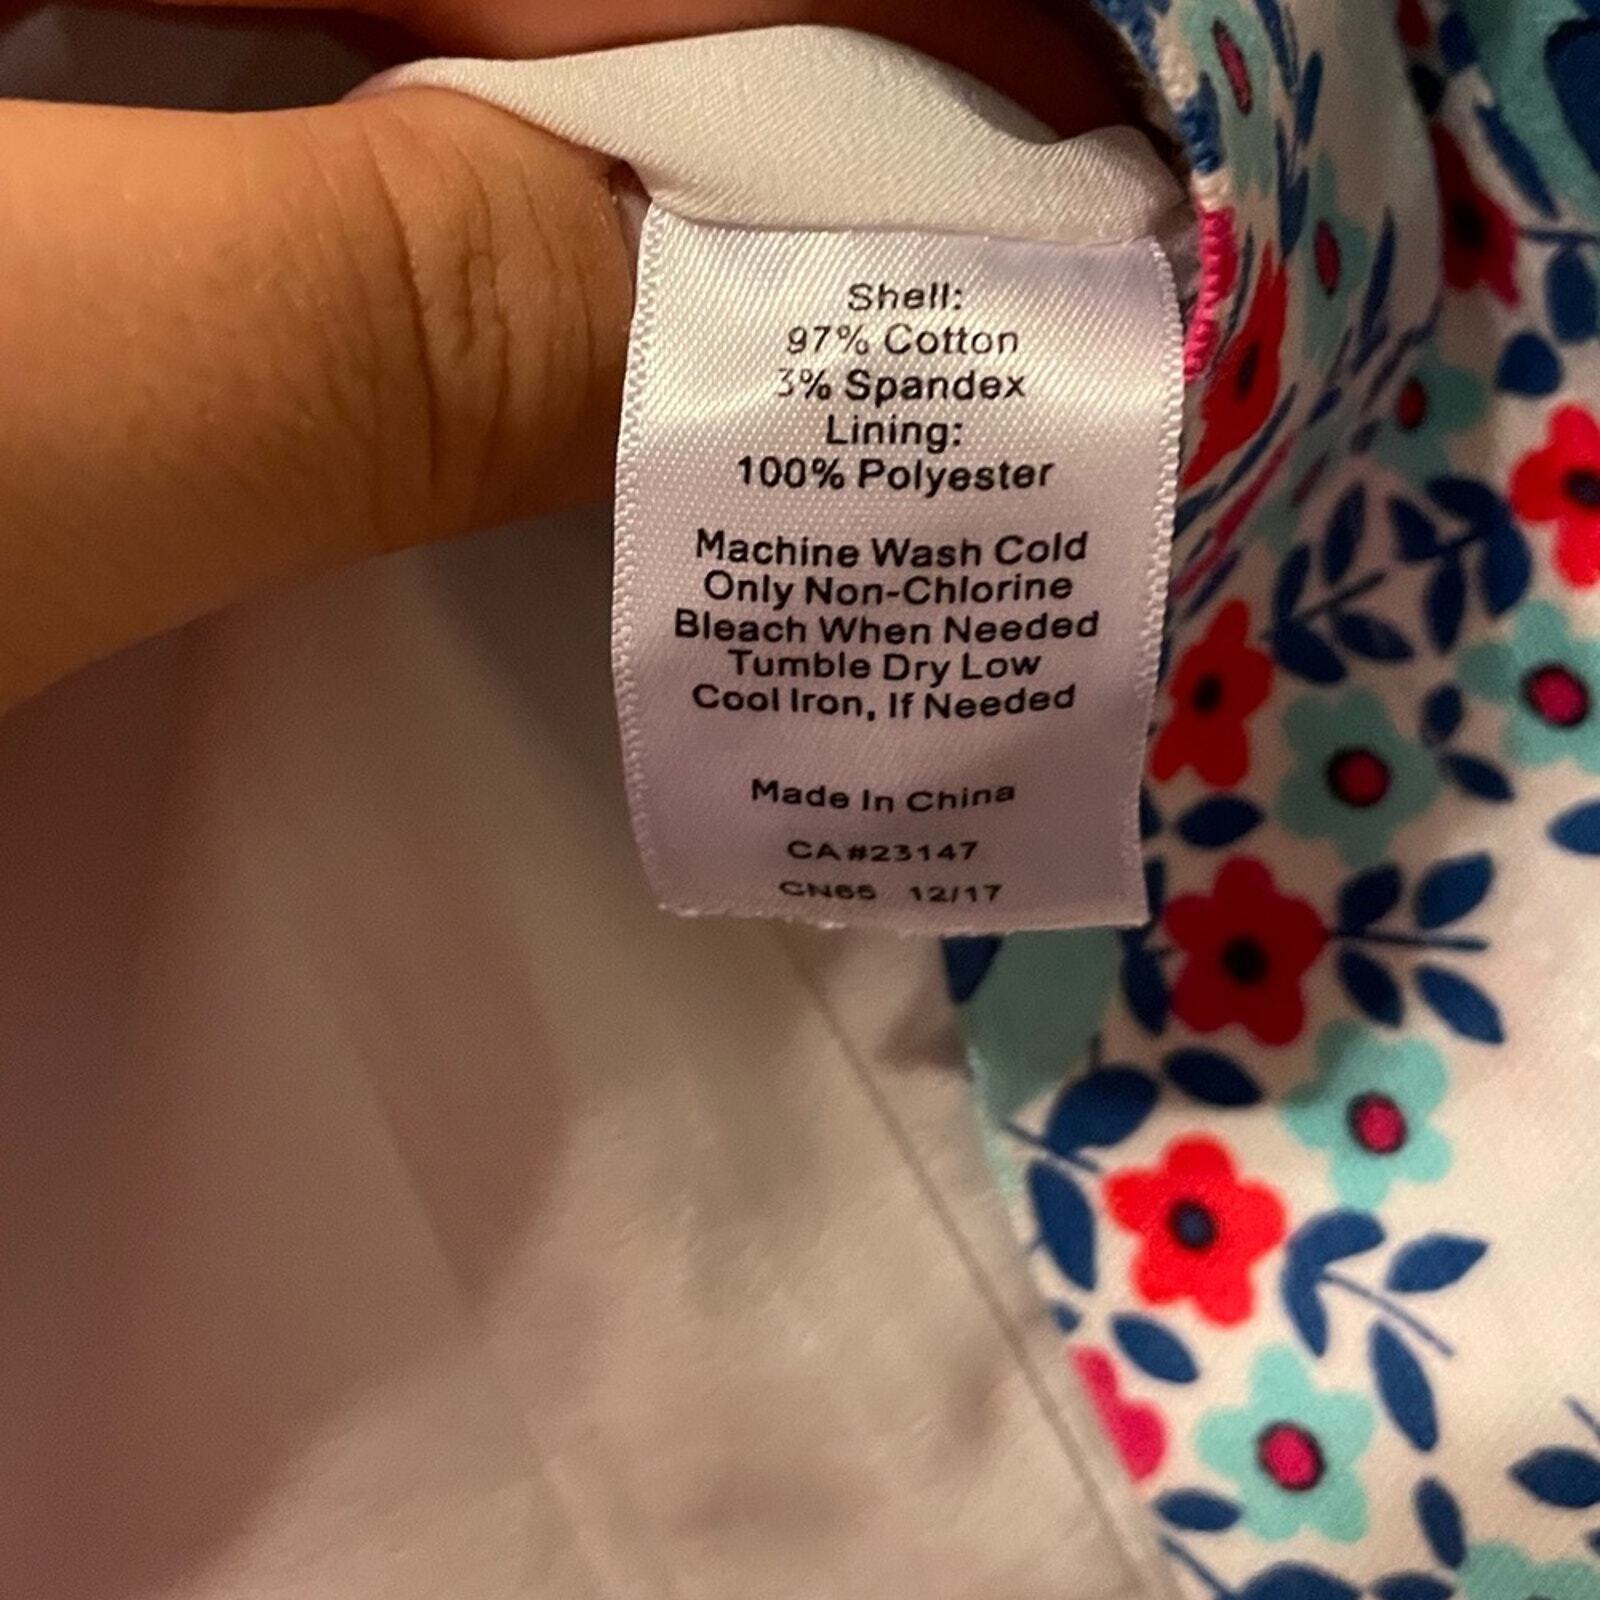 Shell:
97% Cotton
3% Spandex
Lining:
100% Polyester
Machine Wash Cold
Only Non-Chlorine
Bleach When Needed
Tumble Dry Low
Cool Iron, If Needed
Made In China
CA#23147
CN65 12/17